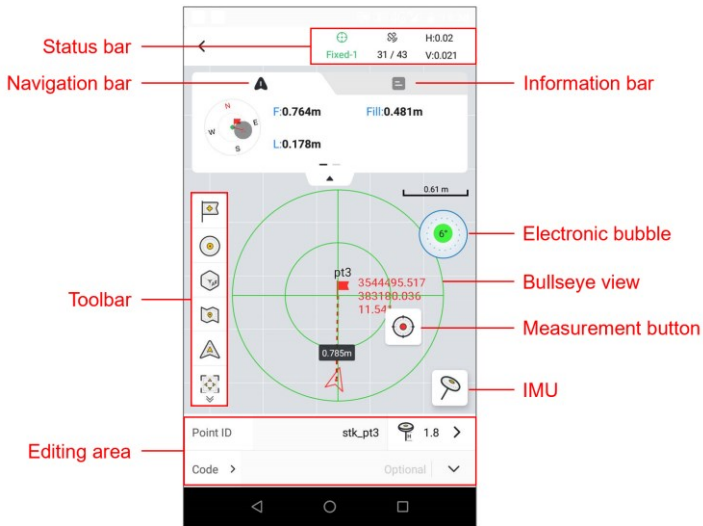 Status bar
Navigation bar
Toolbar
Editing area
Fixed-1
31 / 43
H:0.02
V:0.021
N
E
W
S
F:0.764m
Fill:0.481m
L:0.178m
0.61 m
6°
pt3
3544495.517
383180.036
11.54°
0.785m
Point ID
stk_pt3
1.8
Code
Optional
Information bar
Electronic bubble
Bullseye view
Measurement button
IMU